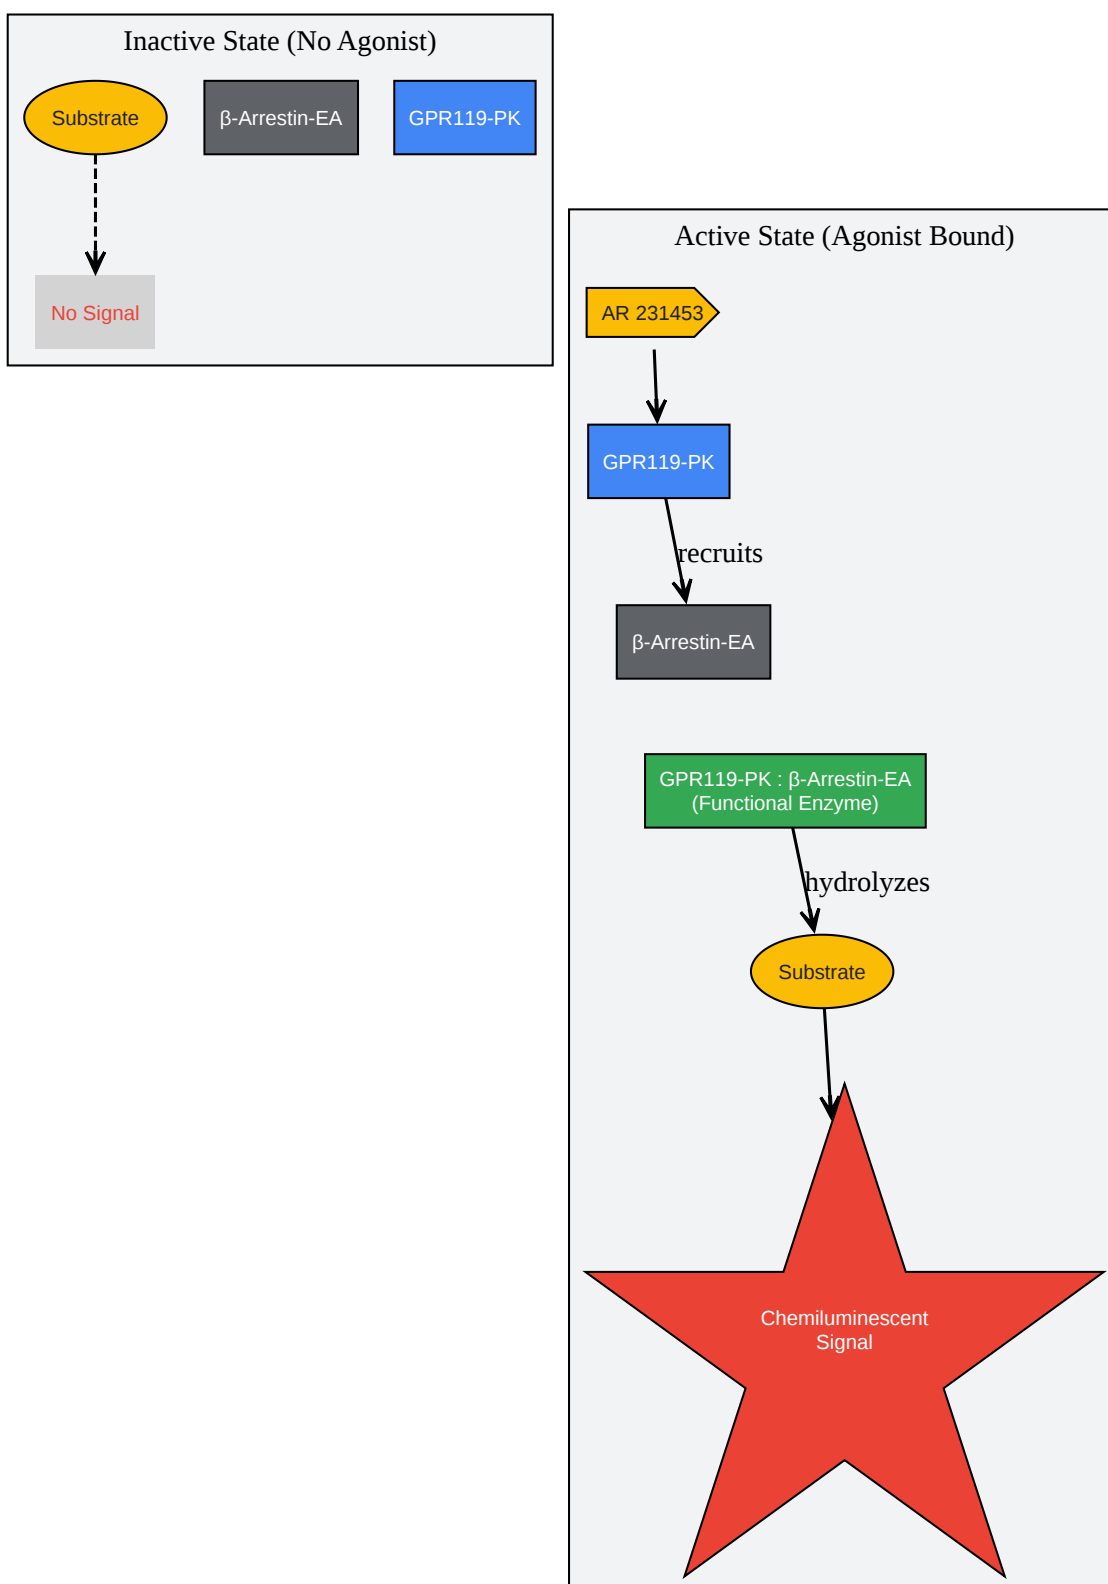 Inactive State (No Agonist)
Substrate
β-Arrestin-EA
GPR119-PK
No Signal
Active State (Agonist Bound)
AR 231453
GPR119-PK
recruits
β-Arrestin-EA
GPR119-PK : β-Arrestin-EA
(Functional Enzyme)
hydrolyzes
Substrate
Chemiluminescent
Signal